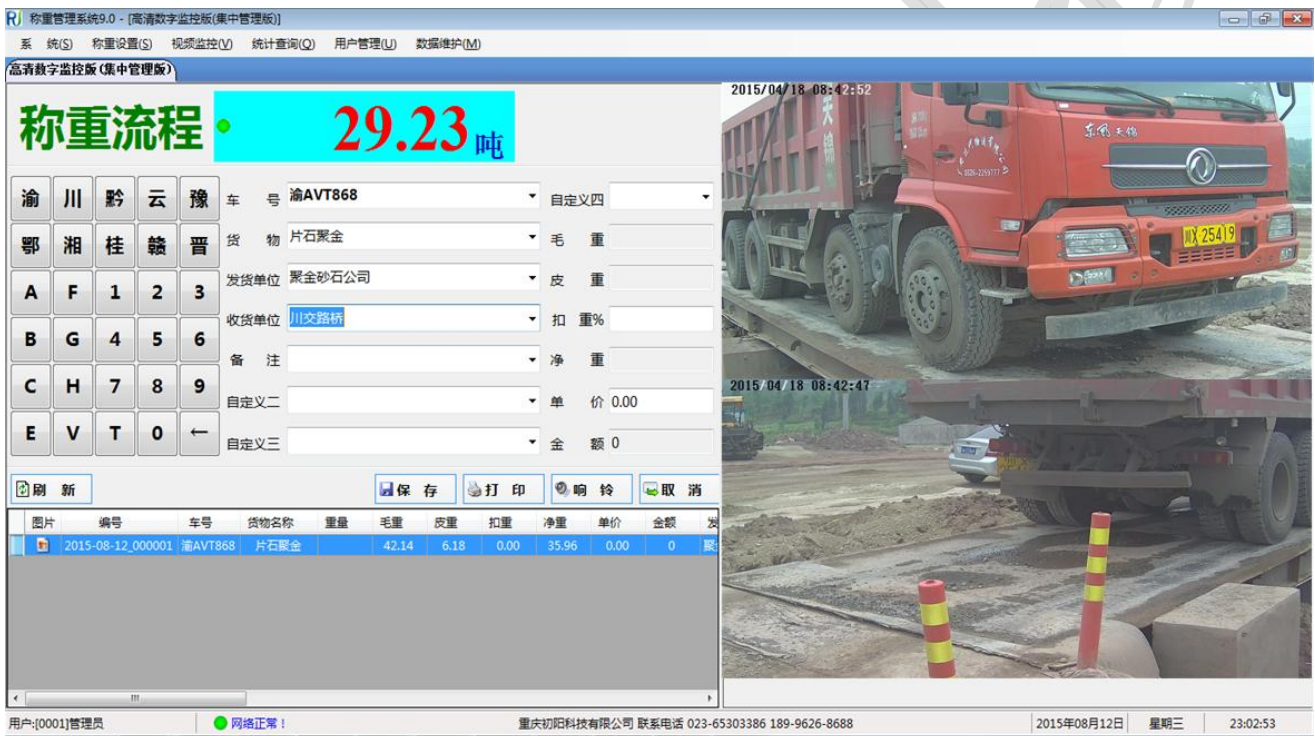 称重管理系统9.0 - [高清数字监控版(集中管理版)]
系 统(S) 称重设置(S) 视频监控(V) 统计查询(Q) 用户管理(U) 数据维护(M)
高清数字监控版(集中管理版)
称重流程 29.23 吨
渝 川 黔 云 豫 车 号 渝AVT868 自定义四
鄂 湘 桂 赣 晋 货 物 片石聚金 毛 重
A F 1 2 3 发货单位 聚金砂石公司 皮 重
B G 4 5 6 收货单位 川交路桥 扣 重%
备 注 净 重
C H 7 8 9 自定义二 单 价 0.00
E V T 0 ← 自定义三 金 额 0
刷 新 保 存 打 印 响 铃 取 消
图片 编号 车号 货物名称 重量 毛重 皮重 扣重 净重 单价 金额 发
2015-08-12_000001 渝AVT868 片石聚金 42.14 6.18 0.00 35.96 0.00 0 聚
2015/04/18 08:42:52
天锦
东风天锦
川X 25419
2015/04/18 08:42:47
用户:[0001]管理员 网络正常！ 重庆初阳科技有限公司 联系电话 023-65303386 189-9626-8688 2015年08月12日 星期三 23:02:53